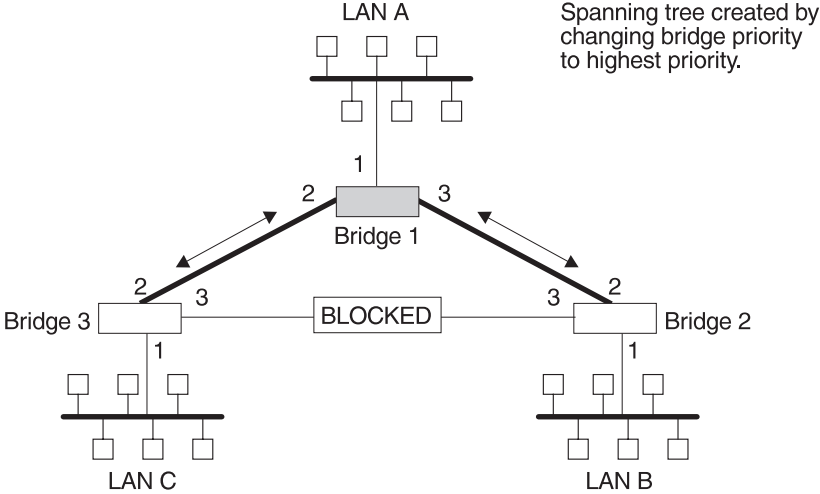 LAN A
Spanning tree created by
changing bridge priority
to highest priority.
1
2
3
Bridge 1
2
3
3
2
Bridge 3
BLOCKED
Bridge 2
1
1
LAN C
LAN B